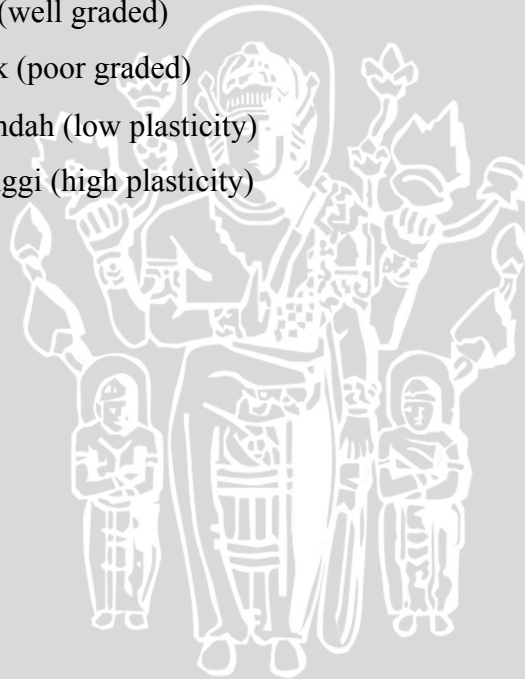 (well graded)
k (poor graded)
ndah (low plasticity)
ggi (high plasticity)